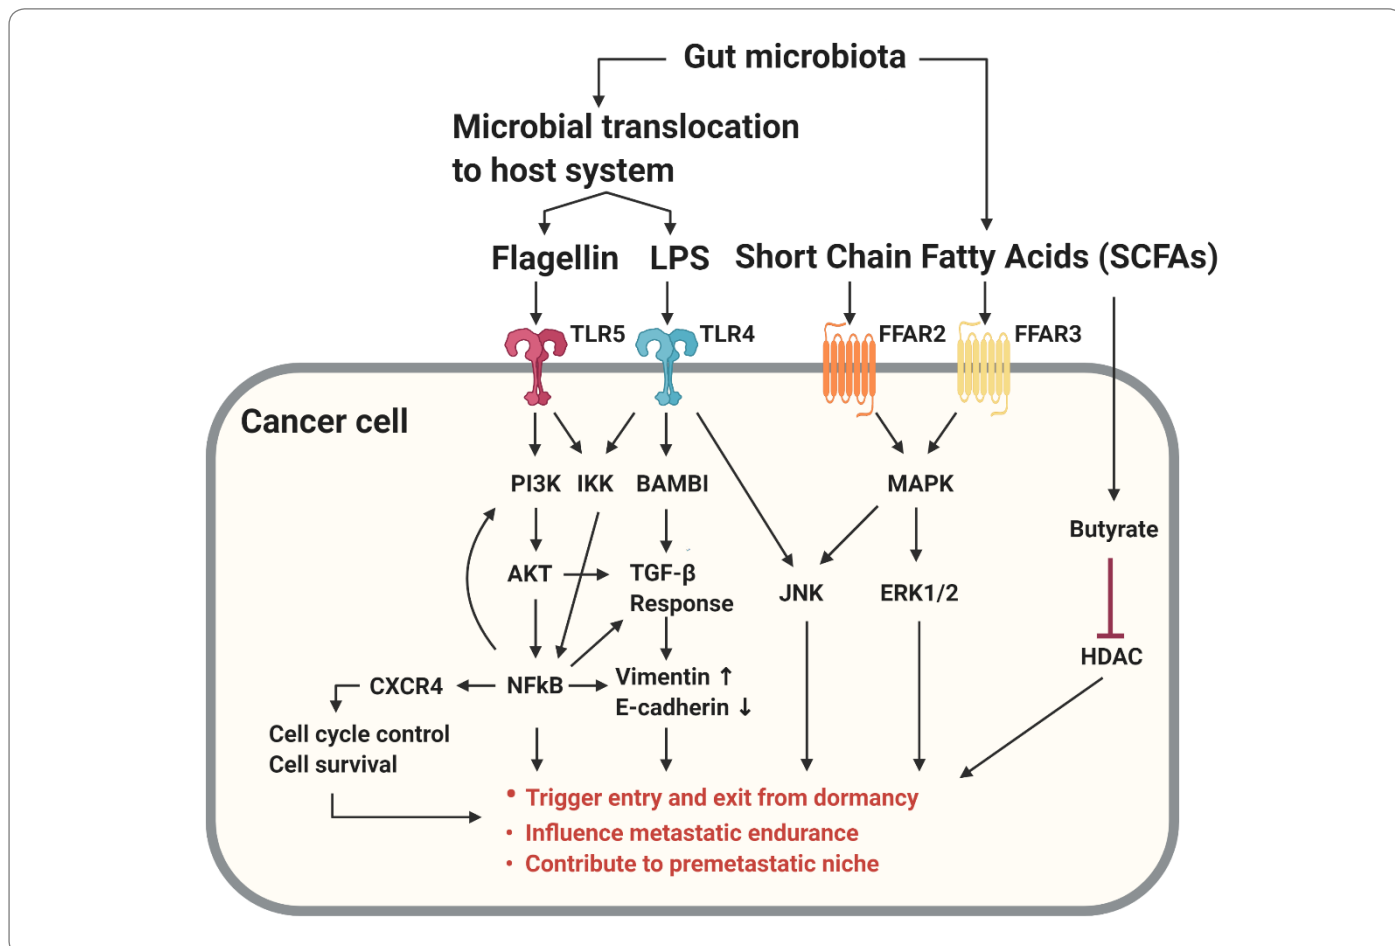 Gut microbiota
Microbial translocation
to host system
Flagellin
LPS
Short Chain Fatty Acids (SCFAs)
TLR5
TLR4
FFAR2
FFAR3
Cancer cell
PI3K
IKK
BAMBI
MAPK
Butyrate
AKT
TGF-β
Response
JNK
ERK1/2
HDAC
CXCR4
NFkB
Vimentin ↑
E-cadherin ↓
Cell cycle control
Cell survival
• Trigger entry and exit from dormancy
• Influence metastatic endurance
• Contribute to premetastatic niche